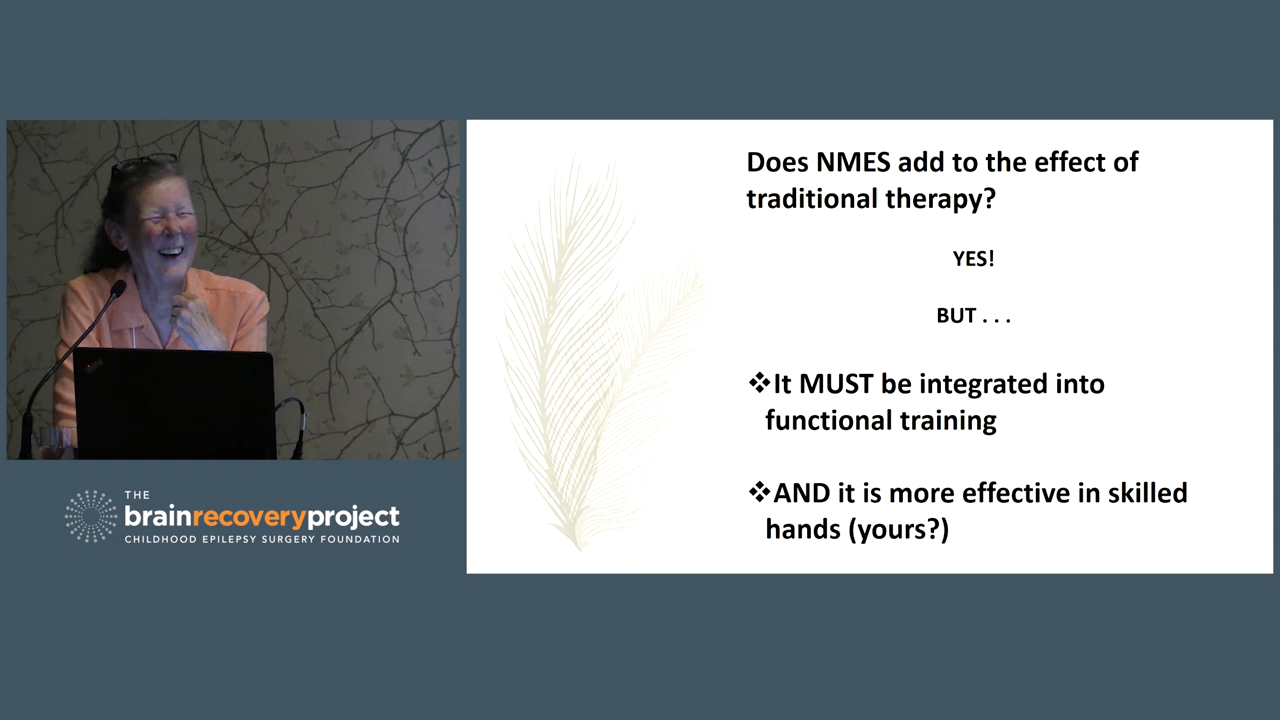 Does NMES add to the effect of
traditional therapy?
YES!
BUT . . .
❖It MUST be integrated into
functional training
❖AND it is more effective in skilled
hands (yours?)
THE
brainrecoveryproject
CHILDHOOD EPILEPSY SURGERY FOUNDATION